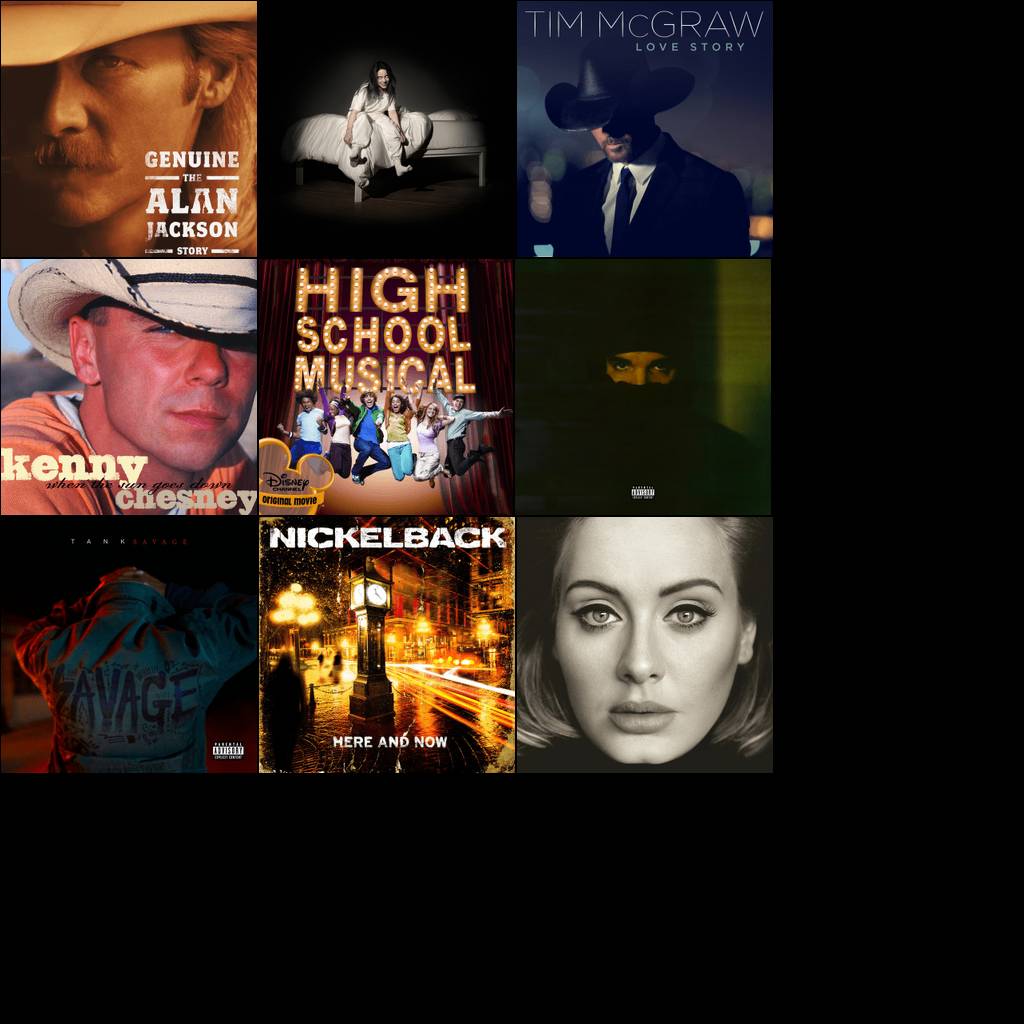 GENUINE
THE
ALAN
JACKSON
STORY
TIM McGRAW
LOVE STORY
kenny
when the sun goes down
chesney
HIGH
SCHOOL
MUSICAL
Disney
CHANNEL
ORIGINAL MOVIE
PARENTAL
ADVISORY
EXPLICIT CONTENT
TANK SAVAGE
SAVAGE
PARENTAL
ADVISORY
EXPLICIT CONTENT
NICKELBACK
HERE AND NOW